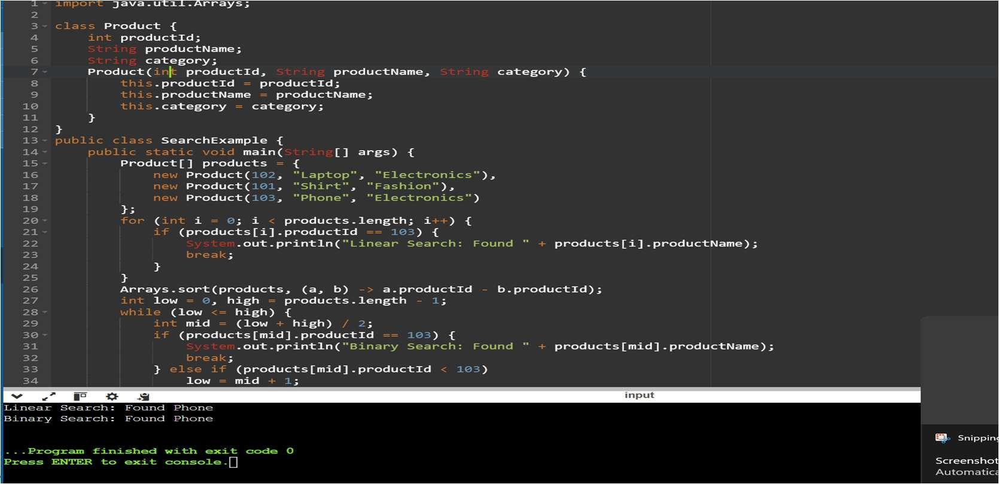 1 import java.util.Arrays;
2
3 class Product {
4 int productId;
5 String productName;
6 String category;
7 Product(int productId, String productName, String category) {
8 this.productId = productId;
9 this.productName = productName;
10 this.category = category;
11 }
12 }
13 public class SearchExample {
14 public static void main(String[] args) {
15 Product[] products = {
16 new Product(102, "Laptop", "Electronics"),
17 new Product(101, "Shirt", "Fashion"),
18 new Product(103, "Phone", "Electronics")
19 };
20 for (int i = 0; i < products.length; i++) {
21 if (products[i].productId == 103) {
22 System.out.println("Linear Search: Found " + products[i].productName);
23 break;
24 }
25 }
26 Arrays.sort(products, (a, b) -> a.productId - b.productId);
27 int low = 0, high = products.length - 1;
28 while (low <= high) {
29 int mid = (low + high) / 2;
30 if (products[mid].productId == 103) {
31 System.out.println("Binary Search: Found " + products[mid].productName);
32 break;
33 } else if (products[mid].productId < 103)
34 low = mid + 1;
input
Linear Search: Found Phone
Binary Search: Found Phone
...Program finished with exit code 0
Press ENTER to exit console.
Snipping
Screenshot
Automatica